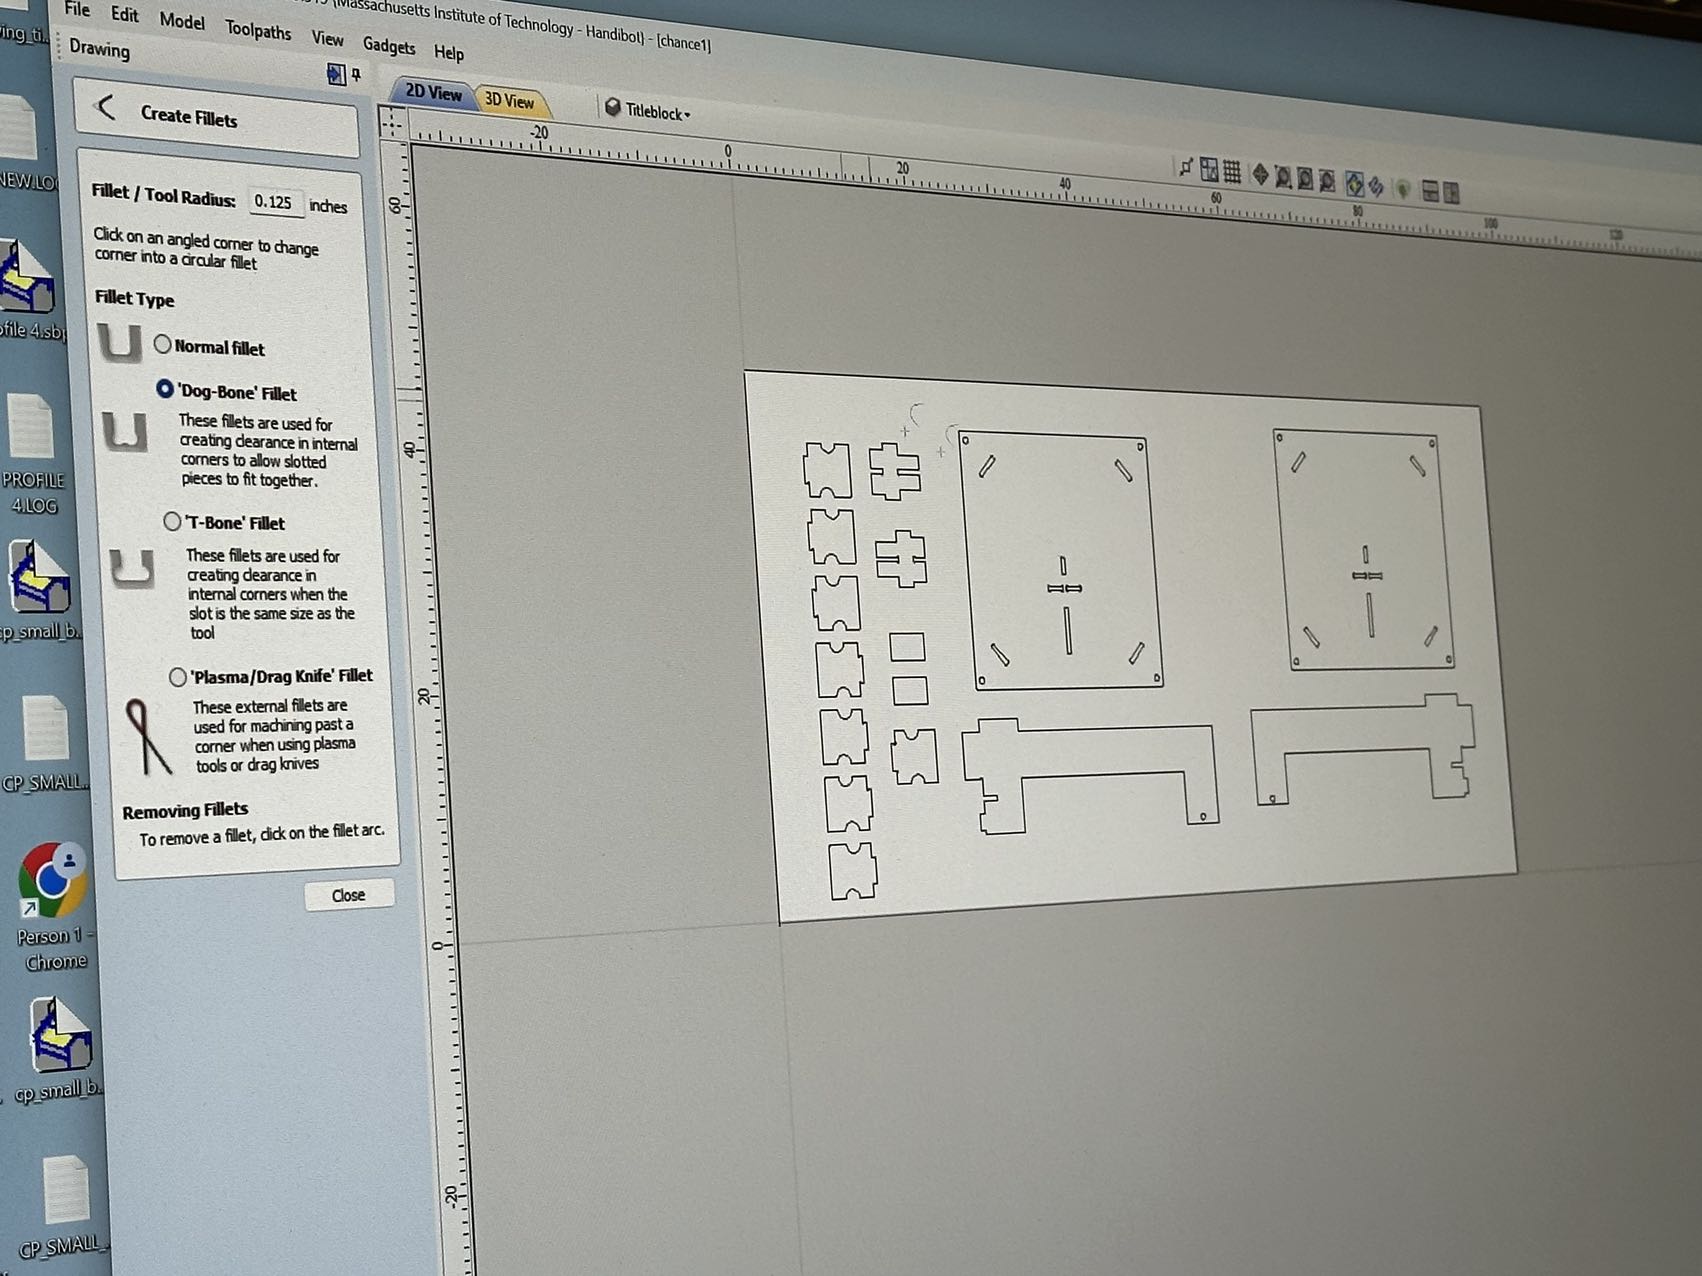 Massachusetts Institute of Technology - Handibot} - [chance1]
File Edit Model Toolpaths View Gadgets Help
Drawing
2D View 3D View Titleblock
Create Fillets
Fillet / Tool Radius: 0.125 inches
Click on an angled corner to change
corner into a circular fillet
Fillet Type
Normal fillet
'Dog-Bone' Fillet
These fillets are used for
creating clearance in internal
corners to allow slotted
pieces to fit together.
'T-Bone' Fillet
These fillets are used for
creating clearance in
internal corners when the
slot is the same size as the
tool
'Plasma/Drag Knife' Fillet
These external fillets are
used for machining past a
corner when using plasma
tools or drag knives
Removing Fillets
To remove a fillet, click on the fillet arc.
Close
-20 0 20 40 60 80 100 120
60
40
20
0
-20
ing_ti..
NEW.LO
ofile 4.sbp
PROFILE
4.LOG
cp_small_b..
CP_SMALL..
Person 1 -
Chrome
cp_small_b..
CP_SMALL_